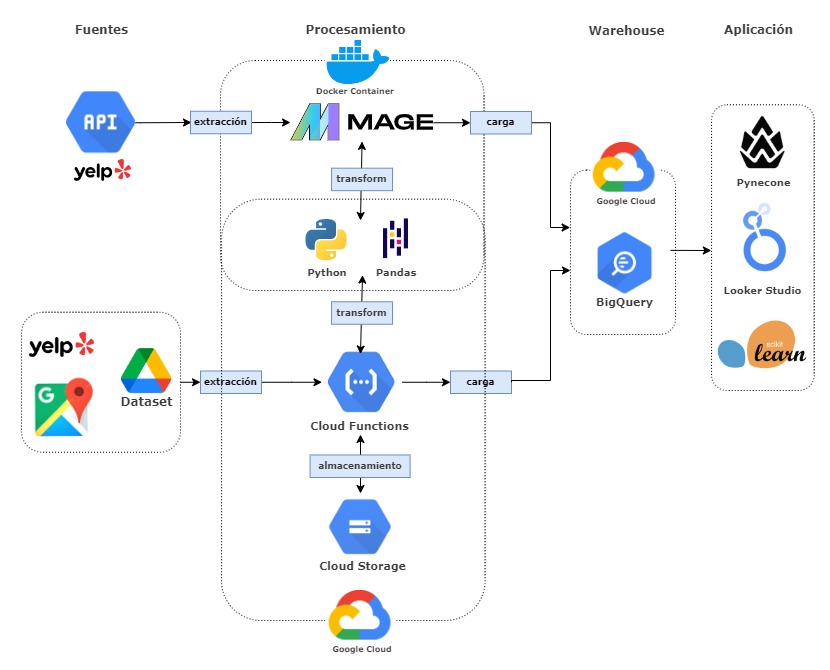 Fuentes
Procesamiento
Warehouse
Aplicación
Docker Container
API
yelp
extracción
MAGE
carga
transform
Python
Pandas
transform
Google Cloud
BigQuery
Pynecone
Looker Studio
scikit
learn
yelp
G
Dataset
extracción
Cloud Functions
carga
almacenamiento
Cloud Storage
Google Cloud